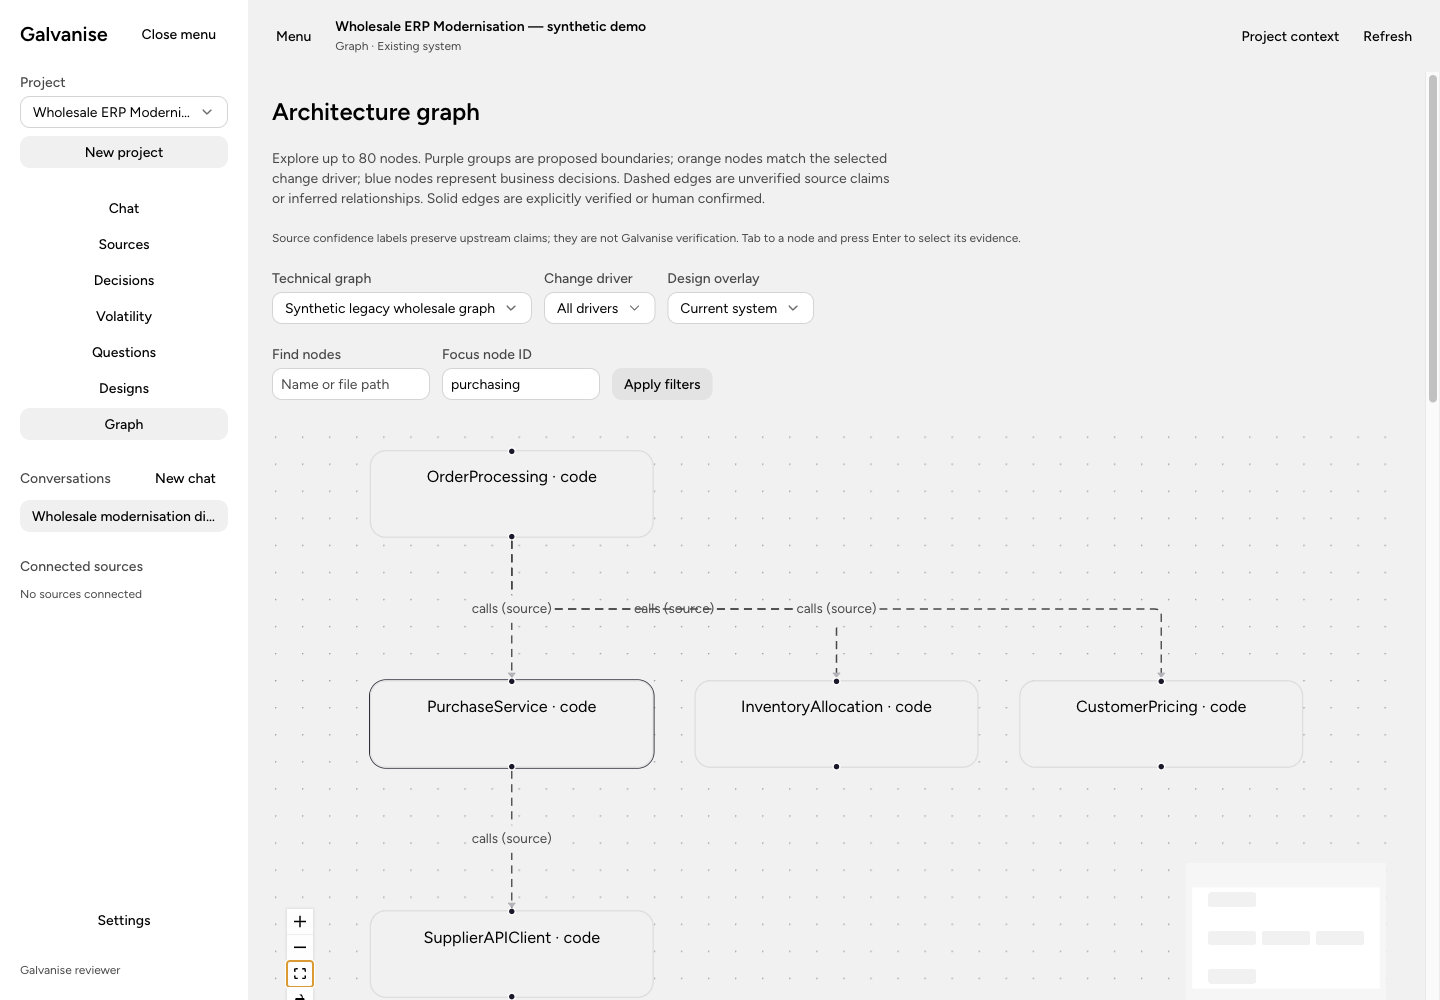 Galvanise
Close menu
Project
Wholesale ERP Moderni...
New project
Chat
Sources
Decisions
Volatility
Questions
Designs
Graph
Conversations
New chat
Wholesale modernisation di...
Connected sources
No sources connected
Settings
Galvanise reviewer
Menu
Wholesale ERP Modernisation — synthetic demo
Graph · Existing system
Project context
Refresh
Architecture graph
Explore up to 80 nodes. Purple groups are proposed boundaries; orange nodes match the selected
change driver; blue nodes represent business decisions. Dashed edges are unverified source claims
or inferred relationships. Solid edges are explicitly verified or human confirmed.
Source confidence labels preserve upstream claims; they are not Galvanise verification. Tab to a node and press Enter to select its evidence.
Technical graph
Change driver
Design overlay
Synthetic legacy wholesale graph
All drivers
Current system
Find nodes
Focus node ID
Name or file path
purchasing
Apply filters
OrderProcessing · code
calls (source)
calls (source)
calls (source)
PurchaseService · code
InventoryAllocation · code
CustomerPricing · code
calls (source)
SupplierAPIClient · code